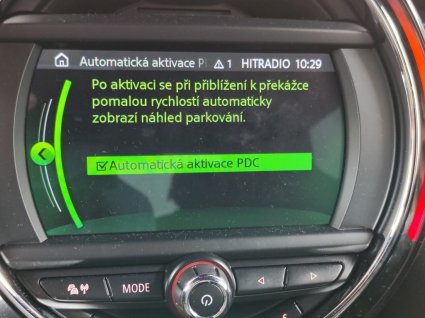 Automatická aktivace P 1 HITRADIO 10:29
Po aktivaci se při přiblížení k překážce
pomalou rychlostí automaticky
zobrazí náhled parkování.
Automatická aktivace PDC
MODE